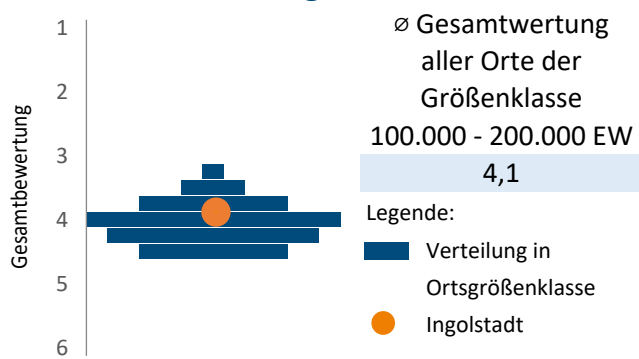 Gesamtbewertung
1
2
3
4
5
6
⌀ Gesamtwertung
aller Orte der
Größenklasse
100.000 - 200.000 EW
4,1
Legende:
Verteilung in
Ortsgrößenklasse
Ingolstadt